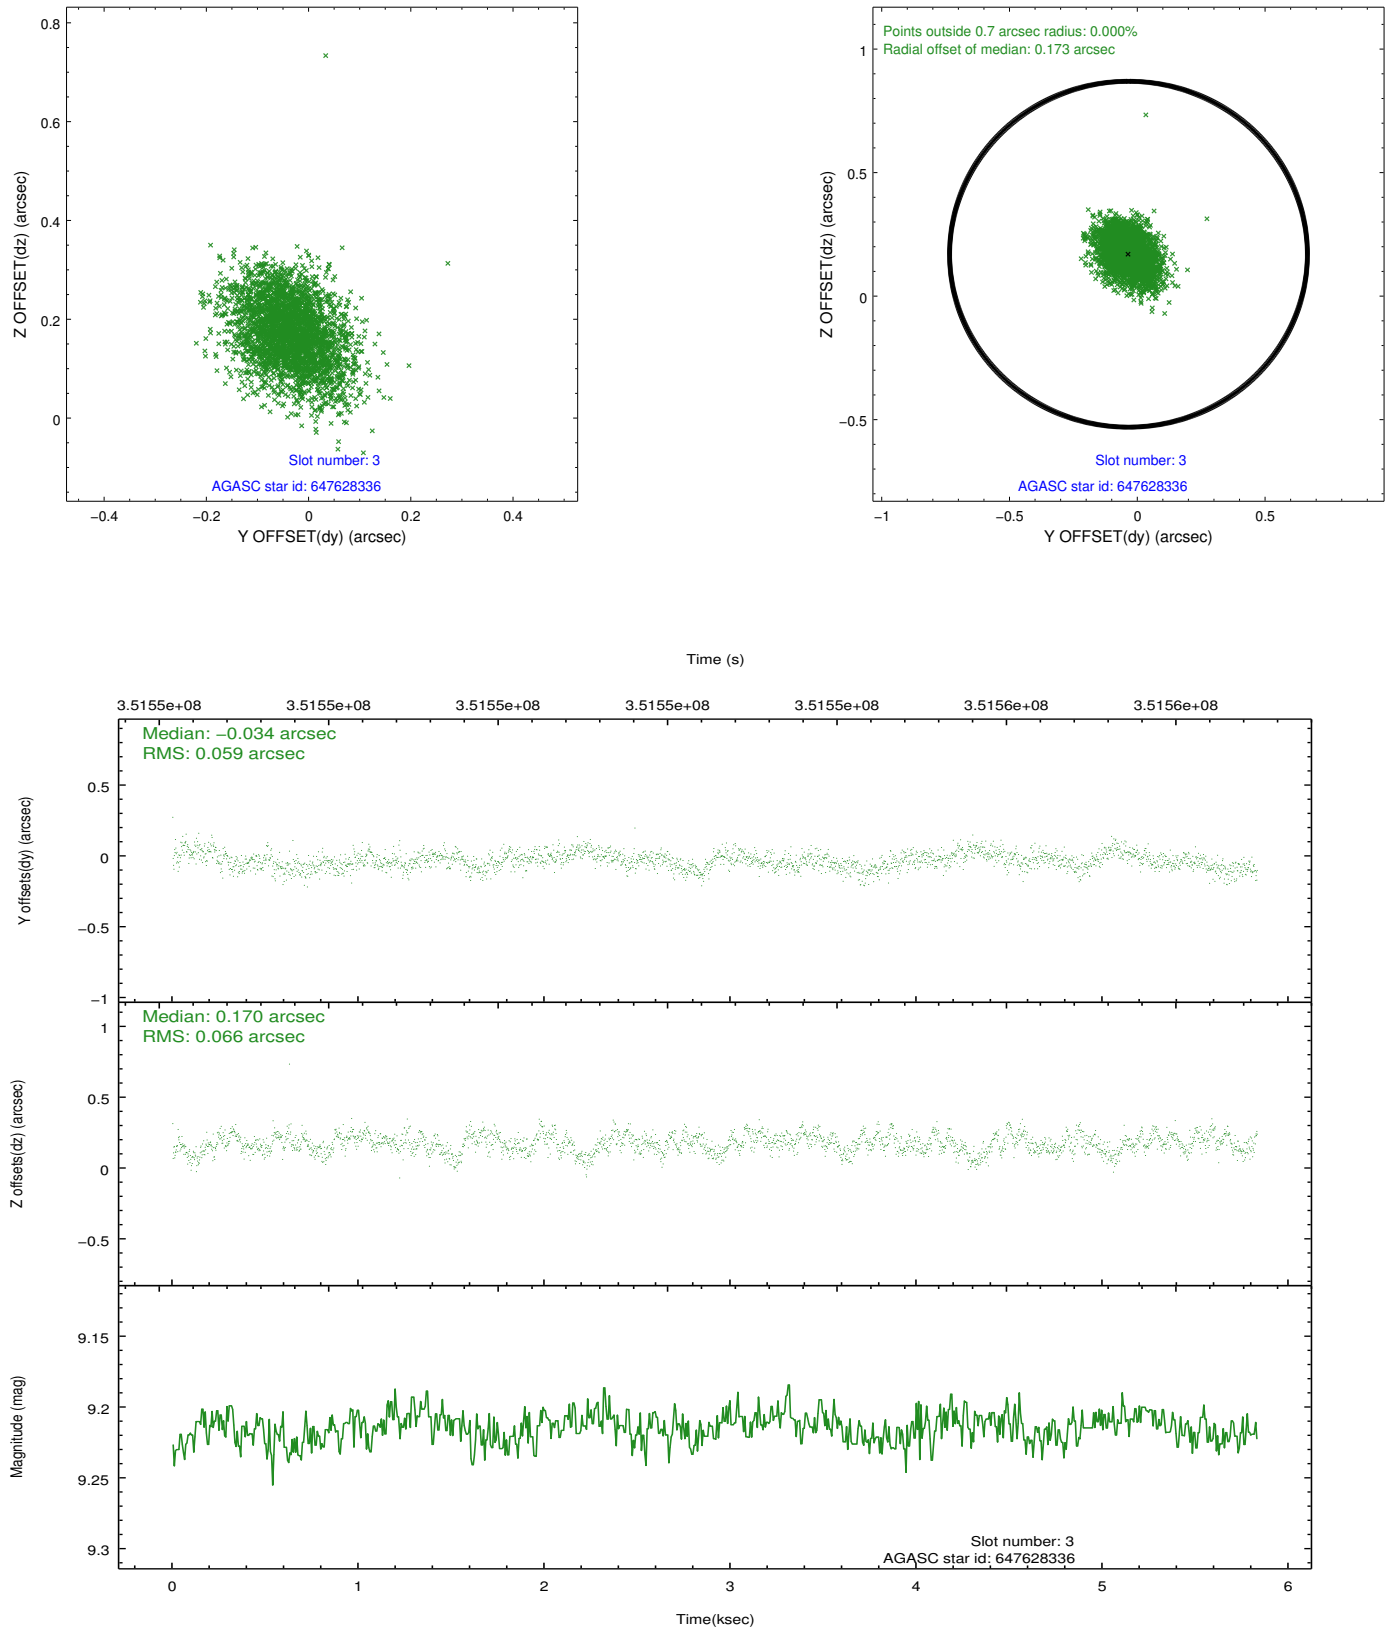 0.8
0.6
0.4
0.2
0
Z OFFSET(dz) (arcsec)
Slot number: 3
AGASC star id: 647628336
−0.4 −0.2 0 0.2 0.4
Y OFFSET(dy) (arcsec)
Points outside 0.7 arcsec radius: 0.000%
Radial offset of median: 0.173 arcsec
1
0.5
0
−0.5
Z OFFSET(dz) (arcsec)
Slot number: 3
AGASC star id: 647628336
−1 −0.5 0 0.5
Y OFFSET(dy) (arcsec)
Time (s)
3.5155e+08 3.5155e+08 3.5155e+08 3.5155e+08 3.5155e+08 3.5156e+08 3.5156e+08
Median: −0.034 arcsec
RMS: 0.059 arcsec
0.5
0
−0.5
−1
Y offsets(dy) (arcsec)
Median: 0.170 arcsec
RMS: 0.066 arcsec
1
0.5
0
−0.5
Z offsets(dz) (arcsec)
9.15
9.2
9.25
9.3
Magnitude (mag)
Slot number: 3
AGASC star id: 647628336
0 1 2 3 4 5 6
Time(ksec)